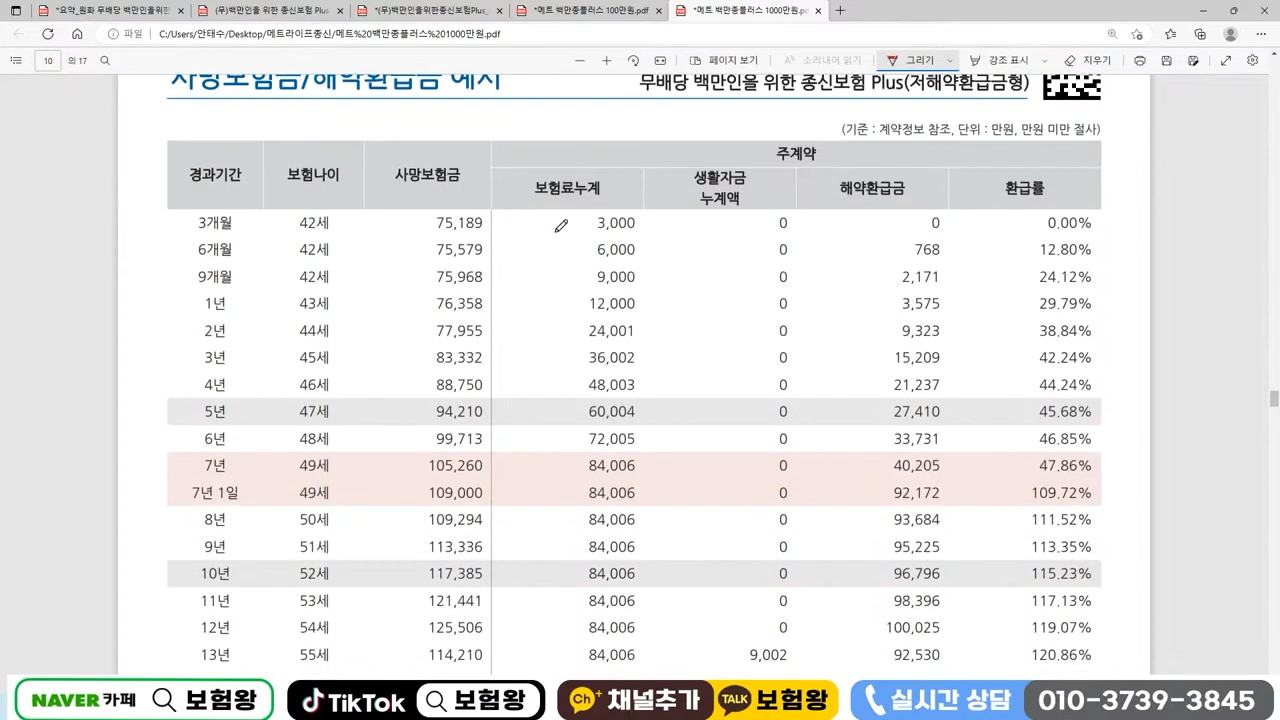 *요약_원화 무배당 백만인을위한
(무)백만인을 위한 종신보험 Plus
*(무)백만인을위한종신보험Plus_
*메트 백만종플러스 100만원.pdf
*메트 백만종플러스 1000만원.pd
파일 C:/Users/안태수/Desktop/메트라이프종신/메트%20백만종플러스%201000만원.pdf
10 의 17 페이지 보기 소리내어 읽기 그리기 강조 표시 지우기
사망보험금/해약환급금 예시 무배당 백만인을 위한 종신보험 Plus(저해약환급금형)
(기준 : 계약정보 참조, 단위 : 만원, 만원 미만 절사)
경과기간 보험나이 사망보험금 주계약
보험료누계 생활자금 누계액 해약환급금 환급률
3개월 42세 75,189 3,000 0 0 0.00%
6개월 42세 75,579 6,000 0 768 12.80%
9개월 42세 75,968 9,000 0 2,171 24.12%
1년 43세 76,358 12,000 0 3,575 29.79%
2년 44세 77,955 24,001 0 9,323 38.84%
3년 45세 83,332 36,002 0 15,209 42.24%
4년 46세 88,750 48,003 0 21,237 44.24%
5년 47세 94,210 60,004 0 27,410 45.68%
6년 48세 99,713 72,005 0 33,731 46.85%
7년 49세 105,260 84,006 0 40,205 47.86%
7년 1일 49세 109,000 84,006 0 92,172 109.72%
8년 50세 109,294 84,006 0 93,684 111.52%
9년 51세 113,336 84,006 0 95,225 113.35%
10년 52세 117,385 84,006 0 96,796 115.23%
11년 53세 121,441 84,006 0 98,396 117.13%
12년 54세 125,506 84,006 0 100,025 119.07%
13년 55세 114,210 84,006 9,002 92,530 120.86%
NAVER 카페 보험왕 TikTok 보험왕 Ch+ 채널추가 TALK 보험왕 실시간 상담 010-3739-3845